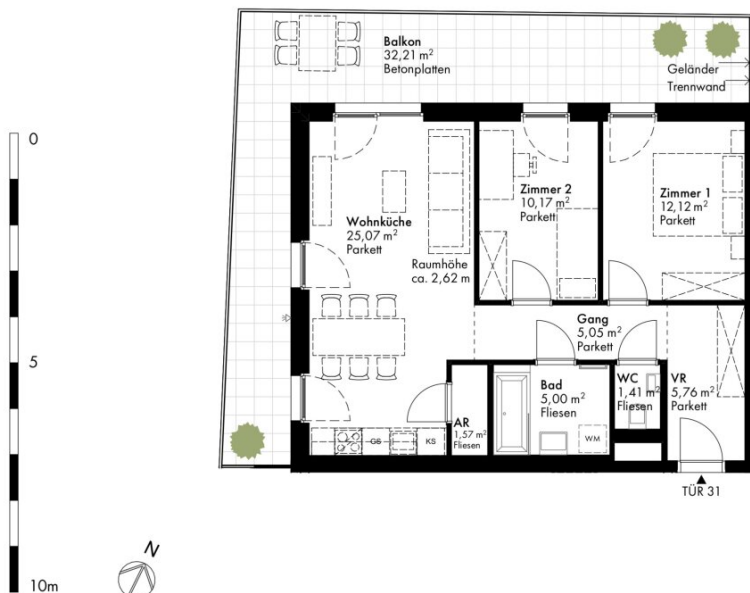 Balkon
32,21 m²
Betonplatten
Geländer
Trennwand
0
Zimmer 2
10,17 m²
Parkett
Zimmer 1
12,12 m²
Parkett
Wohnküche
25,07 m²
Parkett
Raumhöhe
ca. 2,62 m
Gang
5,05 m²
Parkett
5
Bad
5,00 m²
Fliesen
WC
1,41 m²
Fliesen
VR
5,76 m²
Parkett
AR
1,57 m²
Fliesen
GS
KS
WM
TÜR 31
N
10m